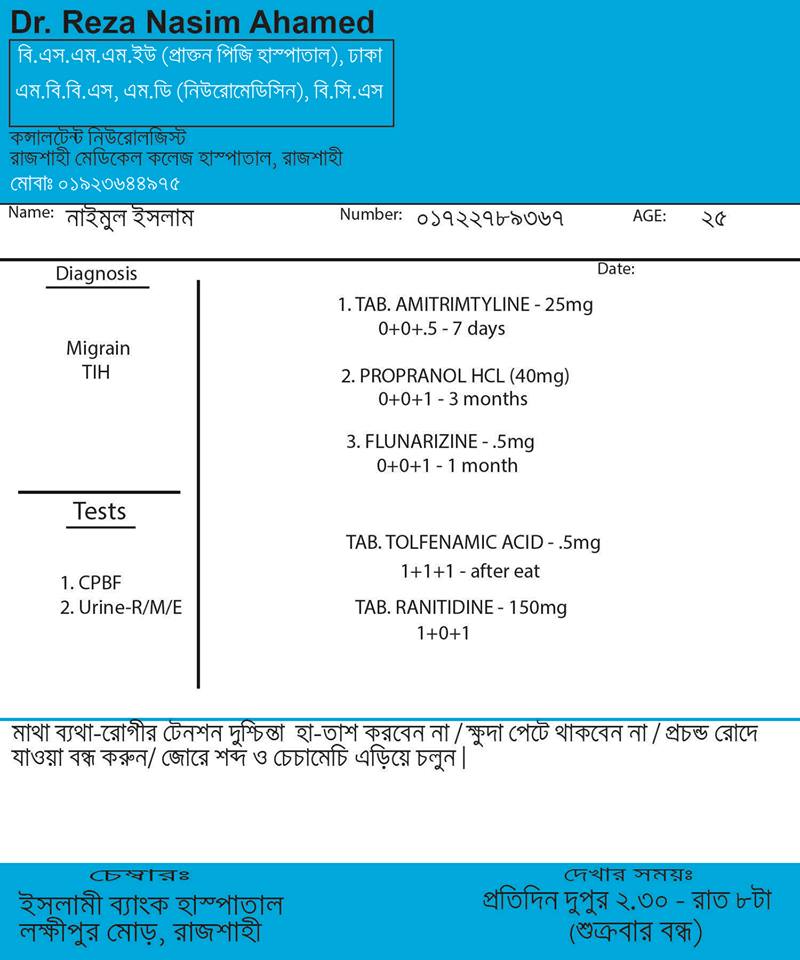 Dr. Reza Nasim Ahamed
বি.এস.এম.এম.ইউ (প্রাক্তন পিজি হাস্পাতাল), ঢাকা
এম.বি.বি.এস, এম.ডি (নিউরোমেডিসিন), বি.সি.এস
কন্সালটেন্ট নিউরোলজিস্ট
রাজশাহী মেডিকেল কলেজ হাস্পাতাল, রাজশাহী
মোবাঃ ০১৯২৩৬৪৪৯৭৫
Name: নাইমুল ইসলাম Number: ০১৭২২৭৮৯৩৬৭ AGE: ২৫
Date:
Diagnosis
Migrain
TIH
Tests
1. CPBF
2. Urine-R/M/E
1. TAB. AMITRIMTYLINE - 25mg
0+0+.5 - 7 days
2. PROPRANOL HCL (40mg)
0+0+1 - 3 months
3. FLUNARIZINE - .5mg
0+0+1 - 1 month
TAB. TOLFENAMIC ACID - .5mg
1+1+1 - after eat
TAB. RANITIDINE - 150mg
1+0+1
মাথা ব্যথা-রোগীর টেনশন দুশ্চিন্তা হা-তাশ করবেন না / ক্ষুদা পেটে থাকবেন না / প্রচন্ড রোদে
যাওয়া বন্ধ করুন/ জোরে শব্দ ও চেচামেচি এড়িয়ে চলুন|
চেম্বারঃ
ইসলামী ব্যাংক হাস্পাতাল
লক্ষীপুর মোড়, রাজশাহী
দেখার সময়ঃ
প্রতিদিন দুপুর ২.৩০ - রাত ৮টা
(শুক্রবার বন্ধ)